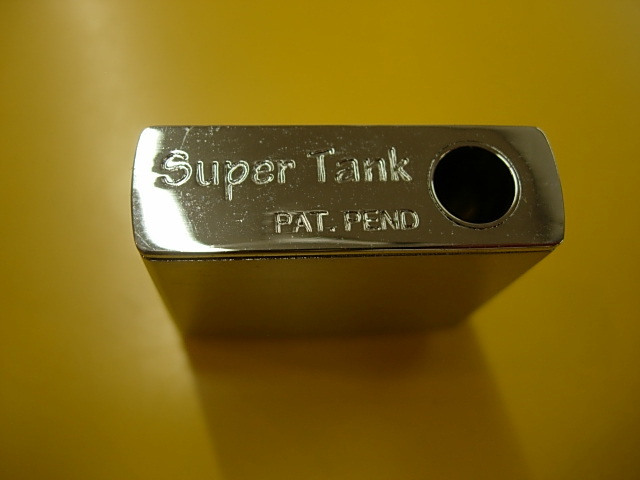 Super Tank
PAT. PEND